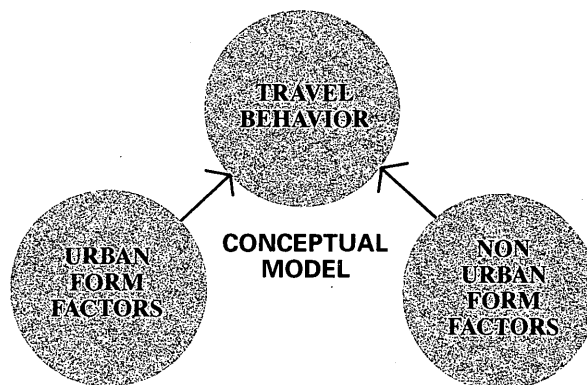 TRAVEL
BEHAVIOR
CONCEPTUAL
MODEL
URBAN
FORM
FACTORS
NON
URBAN
FORM
FACTORS